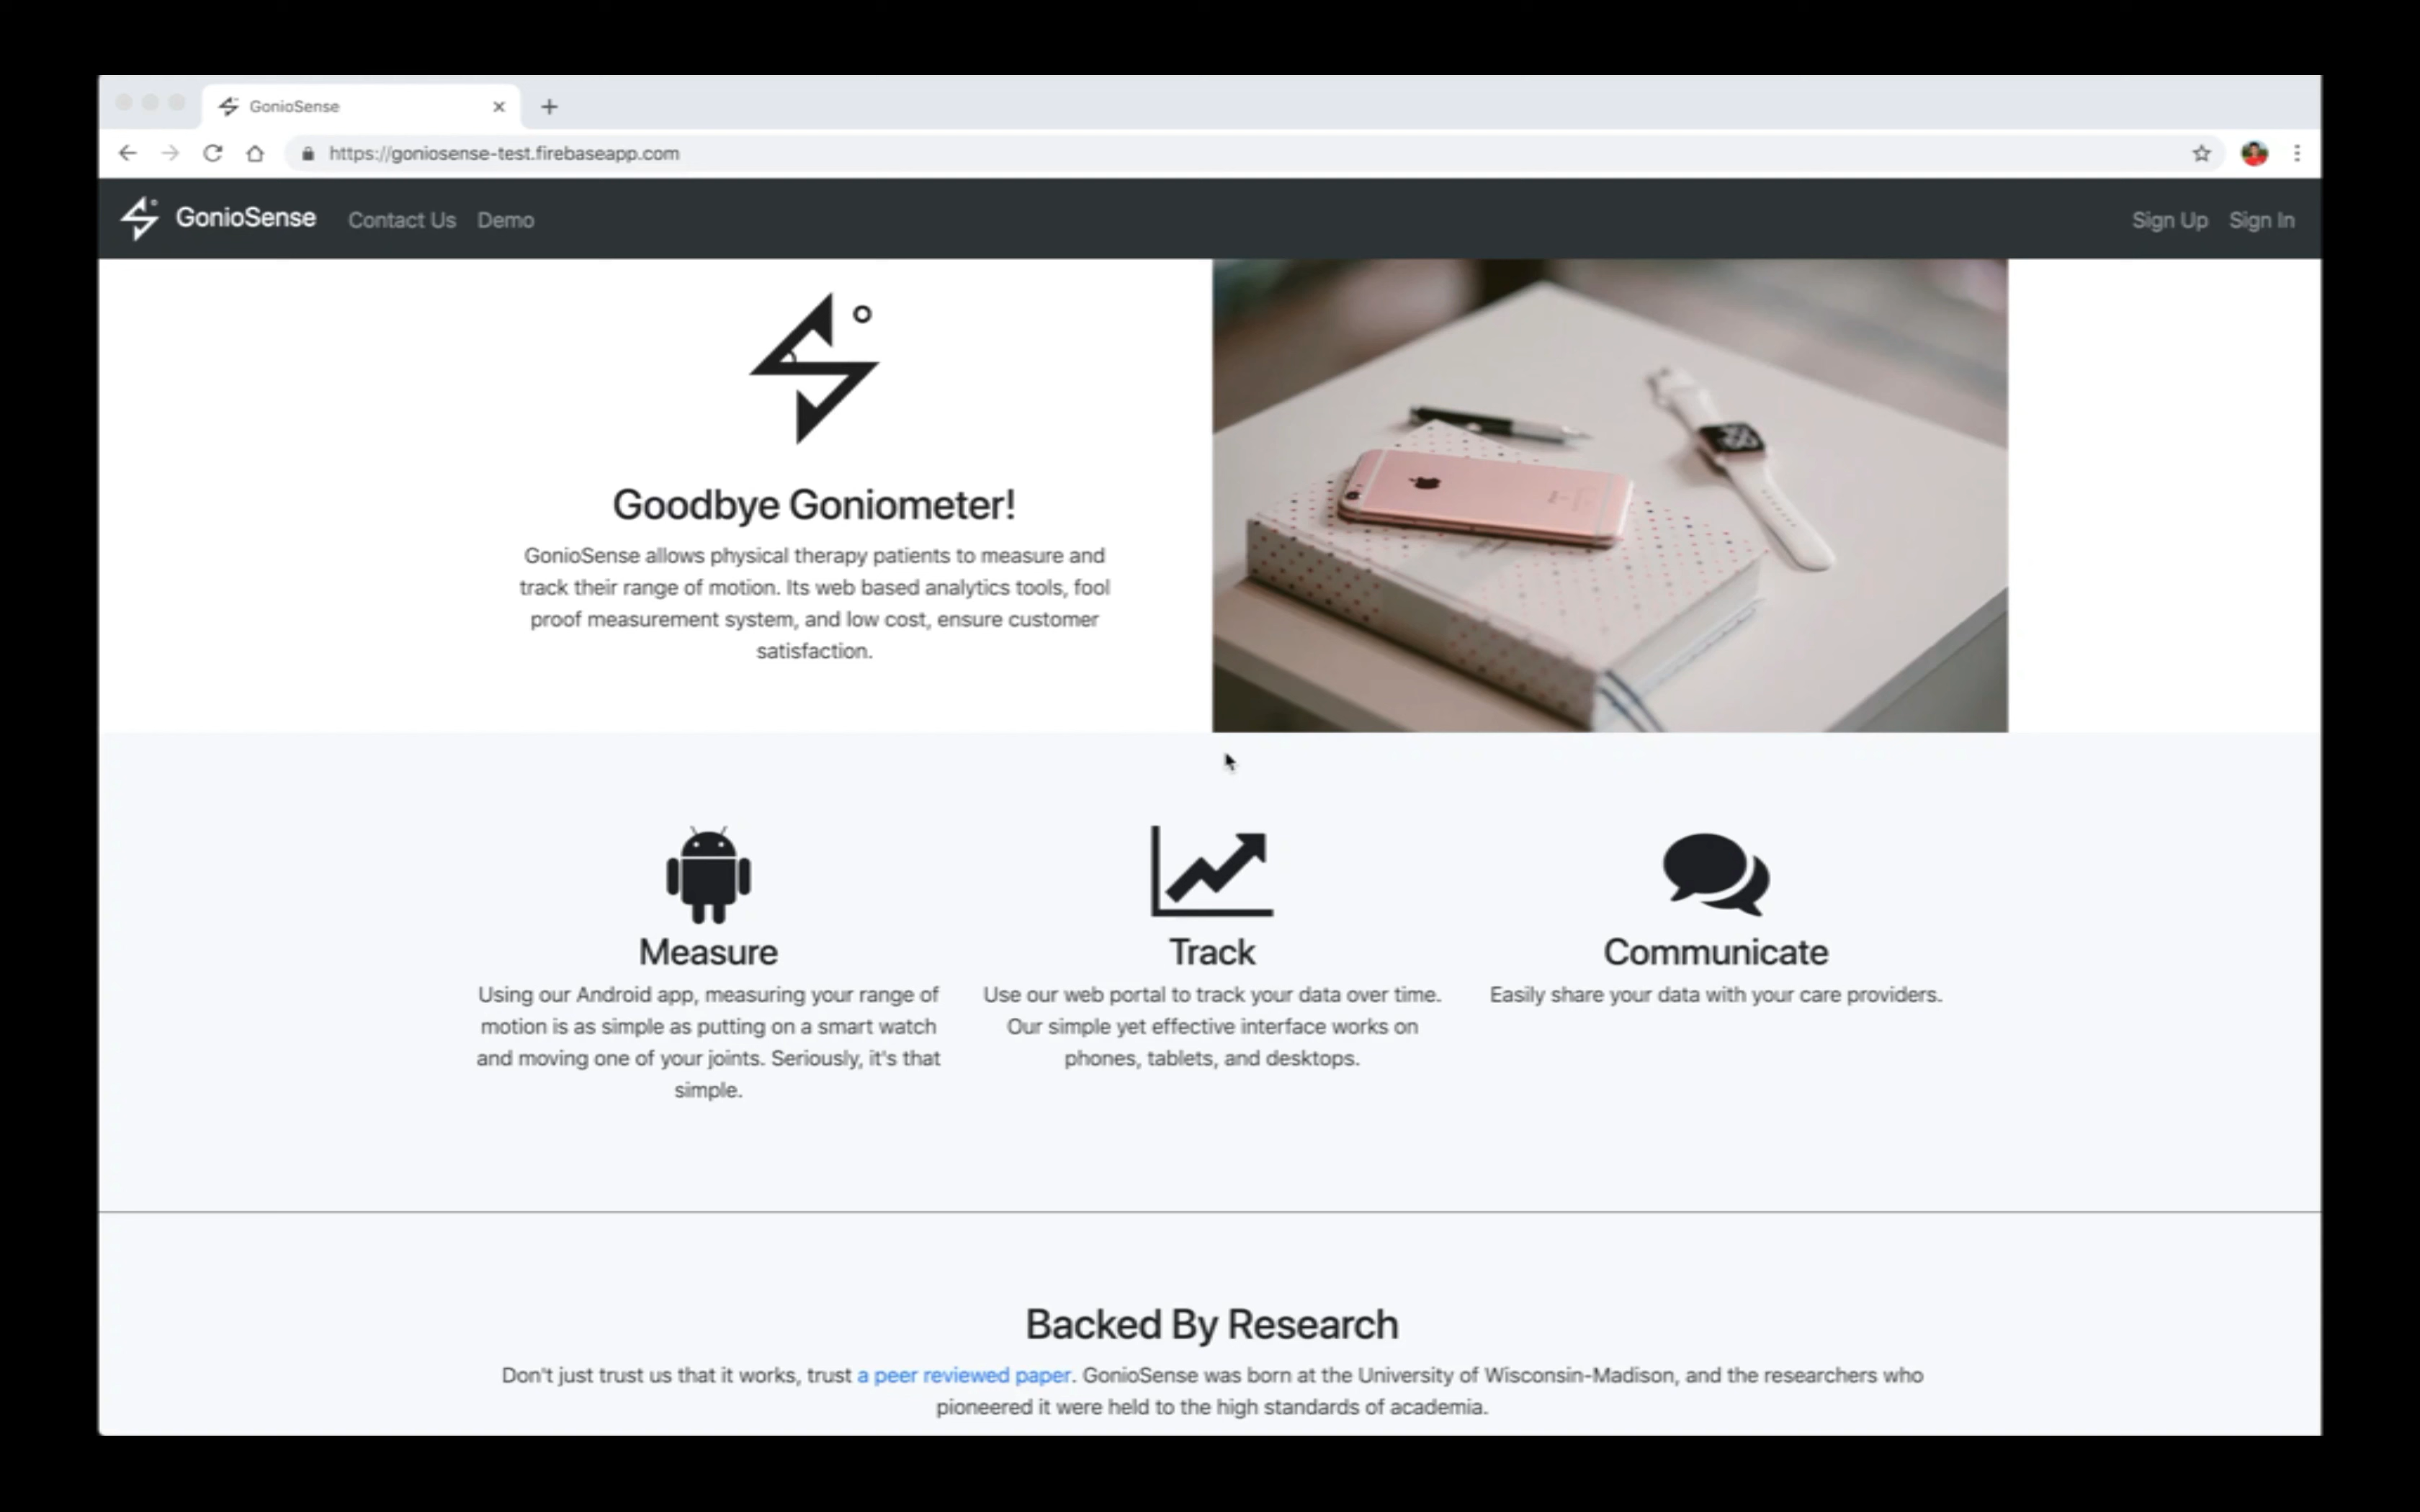 GonioSense
https://goniosense-test.firebaseapp.com
GonioSense Contact Us Demo Sign Up Sign In
Goodbye Goniometer!
GonioSense allows physical therapy patients to measure and
track their range of motion. Its web based analytics tools, fool
proof measurement system, and low cost, ensure customer
satisfaction.
Measure
Using our Android app, measuring your range of
motion is as simple as putting on a smart watch
and moving one of your joints. Seriously, it's that
simple.
Track
Use our web portal to track your data over time.
Our simple yet effective interface works on
phones, tablets, and desktops.
Communicate
Easily share your data with your care providers.
Backed By Research
Don't just trust us that it works, trust a peer reviewed paper. GonioSense was born at the University of Wisconsin-Madison, and the researchers who
pioneered it were held to the high standards of academia.